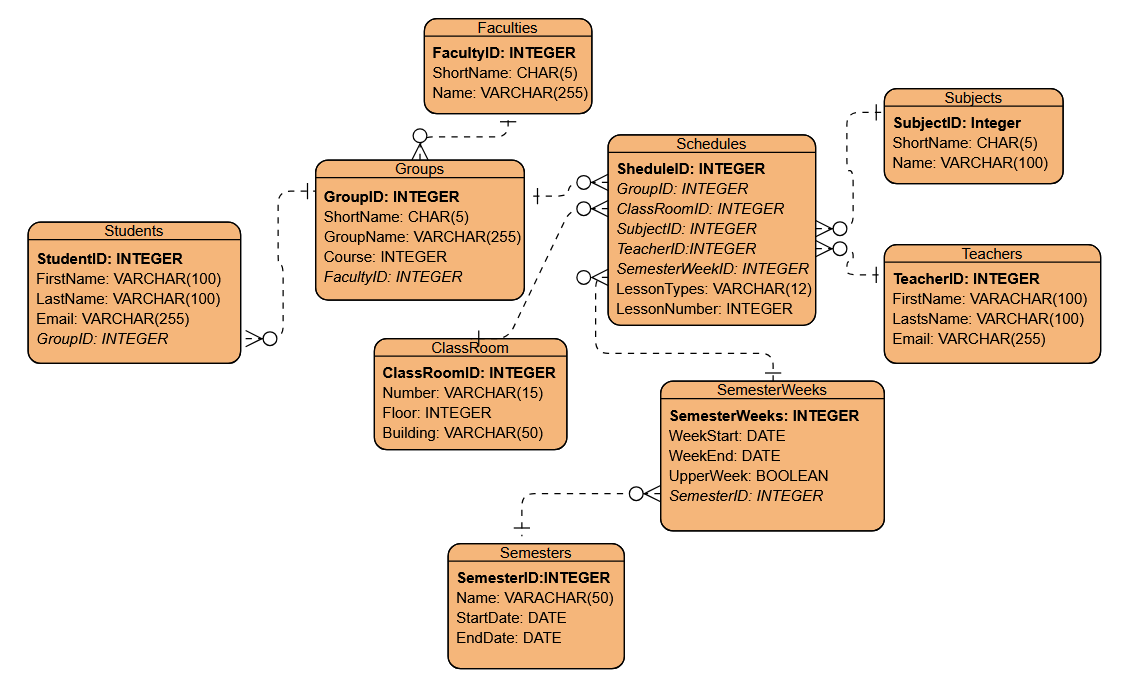 Faculties
FacultyID: INTEGER
ShortName: CHAR(5)
Name: VARCHAR(255)
Subjects
SubjectID: Integer
ShortName: CHAR(5)
Name: VARCHAR(100)
Schedules
SheduleID: INTEGER
GroupID: INTEGER
ClassRoomID: INTEGER
SubjectID: INTEGER
TeacherID:INTEGER
SemesterWeekID: INTEGER
LessonTypes: VARCHAR(12)
LessonNumber: INTEGER
Groups
GroupID: INTEGER
ShortName: CHAR(5)
GroupName: VARCHAR(255)
Course: INTEGER
FacultyID: INTEGER
Students
StudentID: INTEGER
FirstName: VARCHAR(100)
LastName: VARCHAR(100)
Email: VARCHAR(255)
GroupID: INTEGER
Teachers
TeacherID: INTEGER
FirstName: VARACHAR(100)
LastsName: VARCHAR(100)
Email: VARCHAR(255)
ClassRoom
ClassRoomID: INTEGER
Number: VARCHAR(15)
Floor: INTEGER
Building: VARCHAR(50)
SemesterWeeks
SemesterWeeks: INTEGER
WeekStart: DATE
WeekEnd: DATE
UpperWeek: BOOLEAN
SemesterID: INTEGER
Semesters
SemesterID:INTEGER
Name: VARACHAR(50)
StartDate: DATE
EndDate: DATE